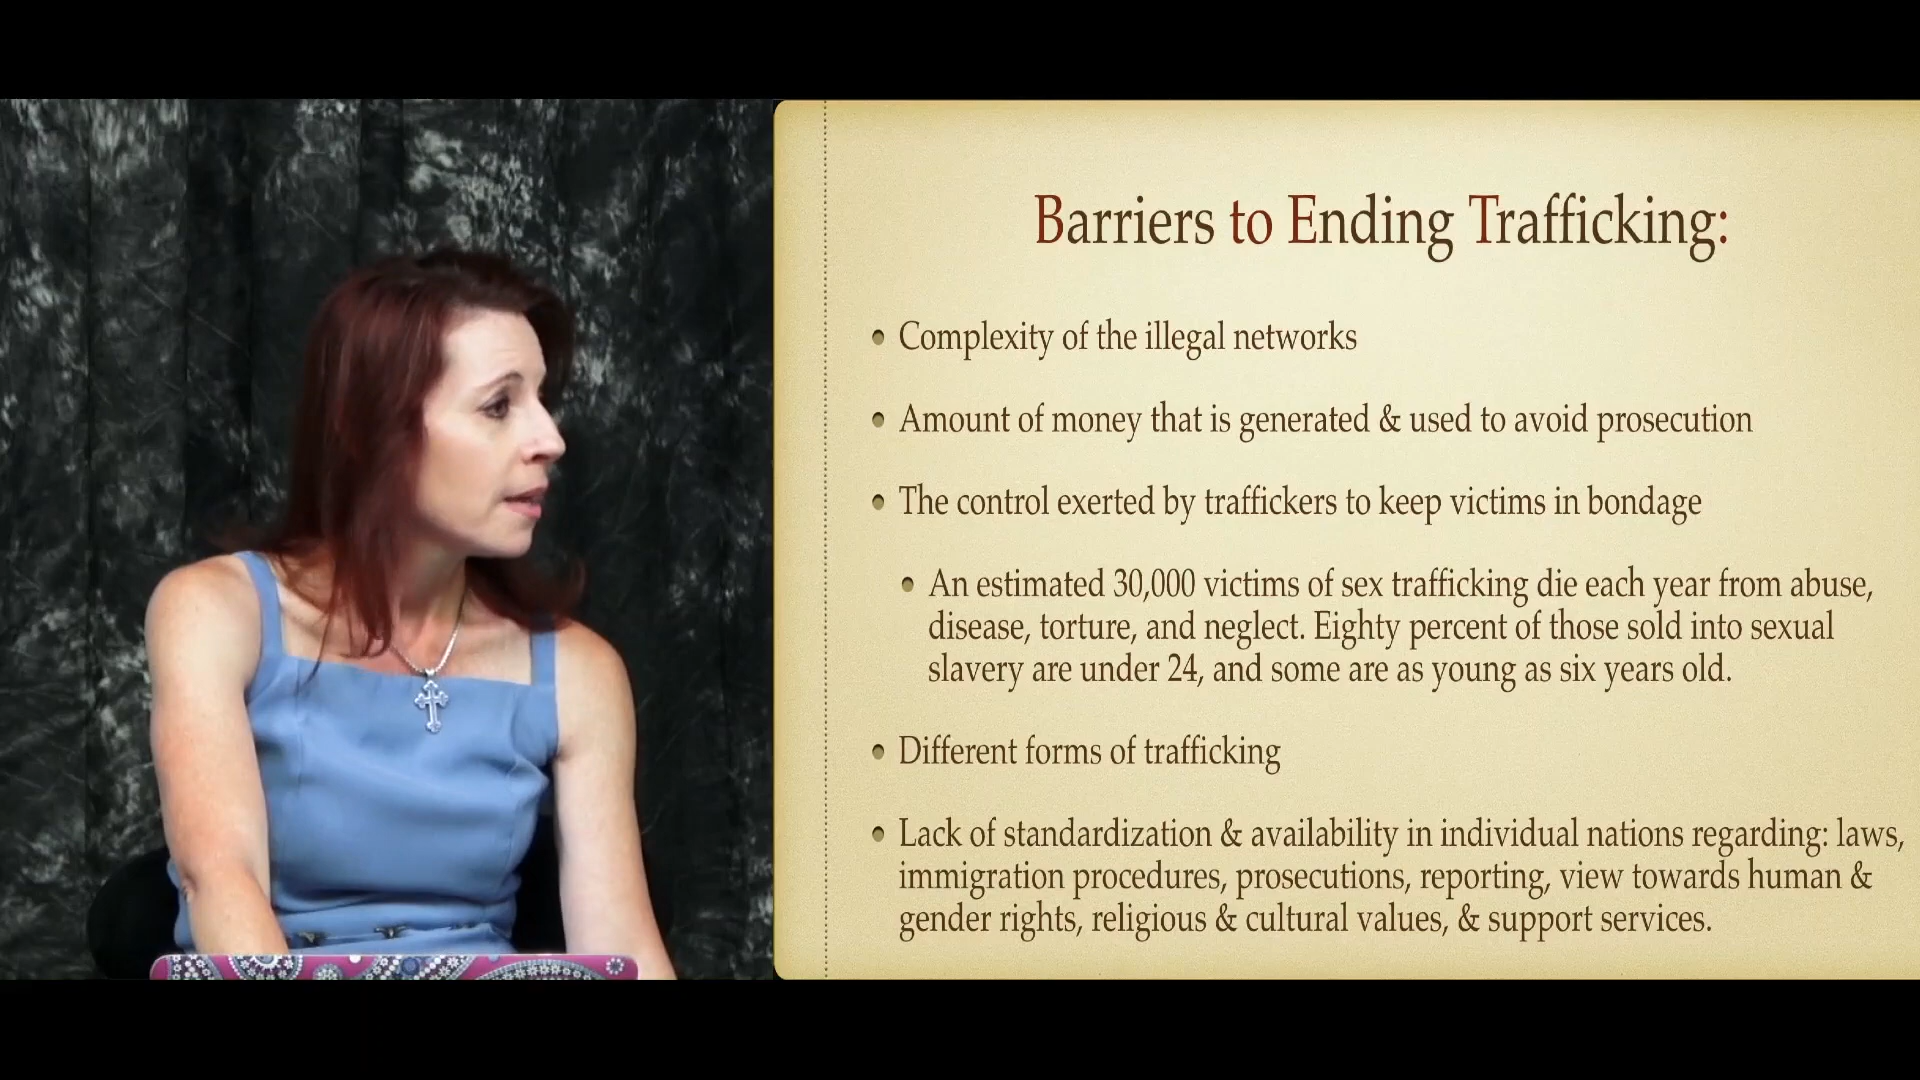 Barriers to Ending Trafficking:
• Complexity of the illegal networks
• Amount of money that is generated & used to avoid prosecution
• The control exerted by traffickers to keep victims in bondage
• An estimated 30,000 victims of sex trafficking die each year from abuse,
disease, torture, and neglect. Eighty percent of those sold into sexual
slavery are under 24, and some are as young as six years old.
• Different forms of trafficking
• Lack of standardization & availability in individual nations regarding: laws,
immigration procedures, prosecutions, reporting, view towards human &
gender rights, religious & cultural values, & support services.